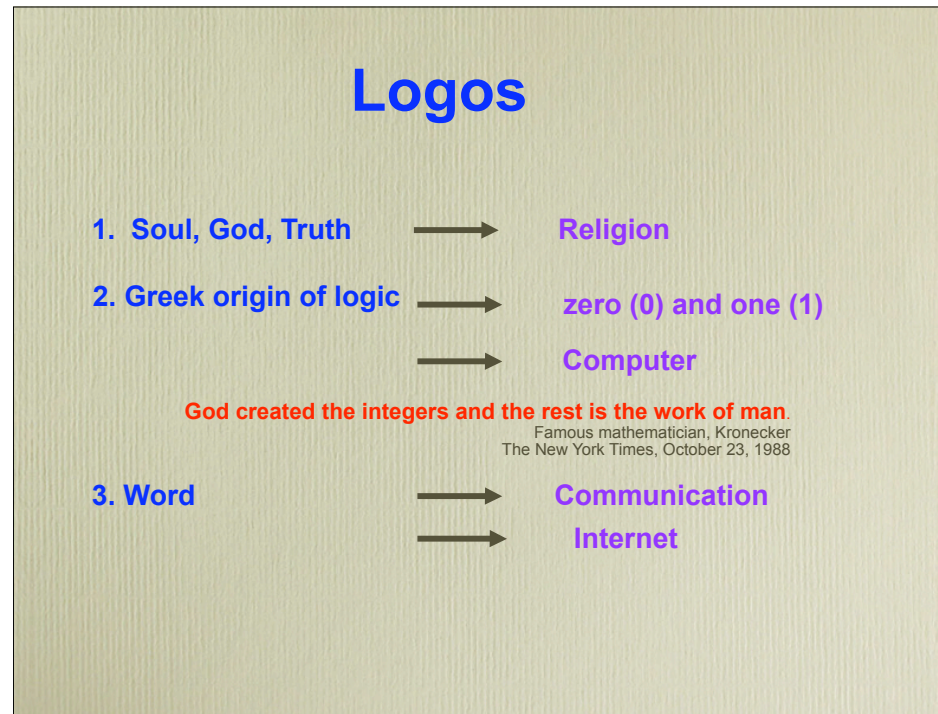 Logos
1. Soul, God, Truth
Religion
2. Greek origin of logic
zero (0) and one (1)
Computer
God created the integers and the rest is the work of man.
Famous mathematician, Kronecker
The New York Times, October 23, 1988
3. Word
Communication
Internet